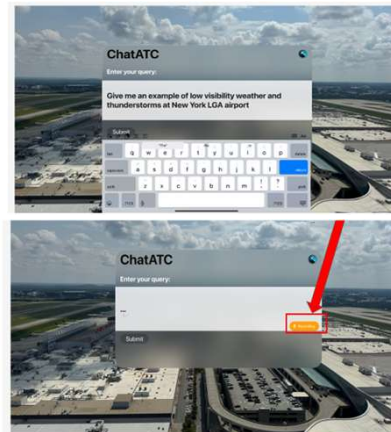 ChatATC
Enter your query:
Give me an example of low visibility weather and
thunderstorms at New York LGA airport
Submit
q w e r t y u i o p
a s d f g h j k l
z x c v b n m
ChatATC
Enter your query:
...
Submit